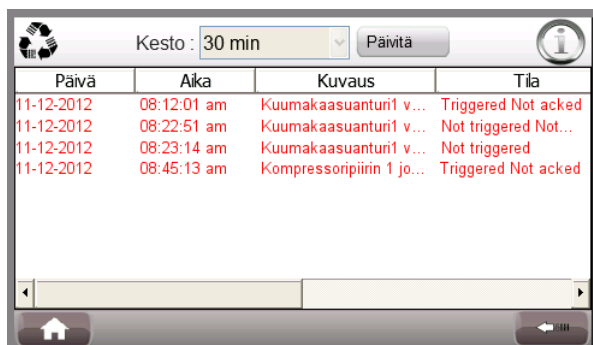 Kesto : 30 min Päivitä
Päivä Aika Kuvaus Tila
11-12-2012 08:12:01 am Kuumakaasuanturi1 v... Triggered Not acked
11-12-2012 08:22:51 am Kuumakaasuanturi1 v... Not triggered Not...
11-12-2012 08:23:14 am Kuumakaasuanturi1 v... Not triggered
11-12-2012 08:45:13 am Kompressoripiirin 1 jo... Triggered Not acked